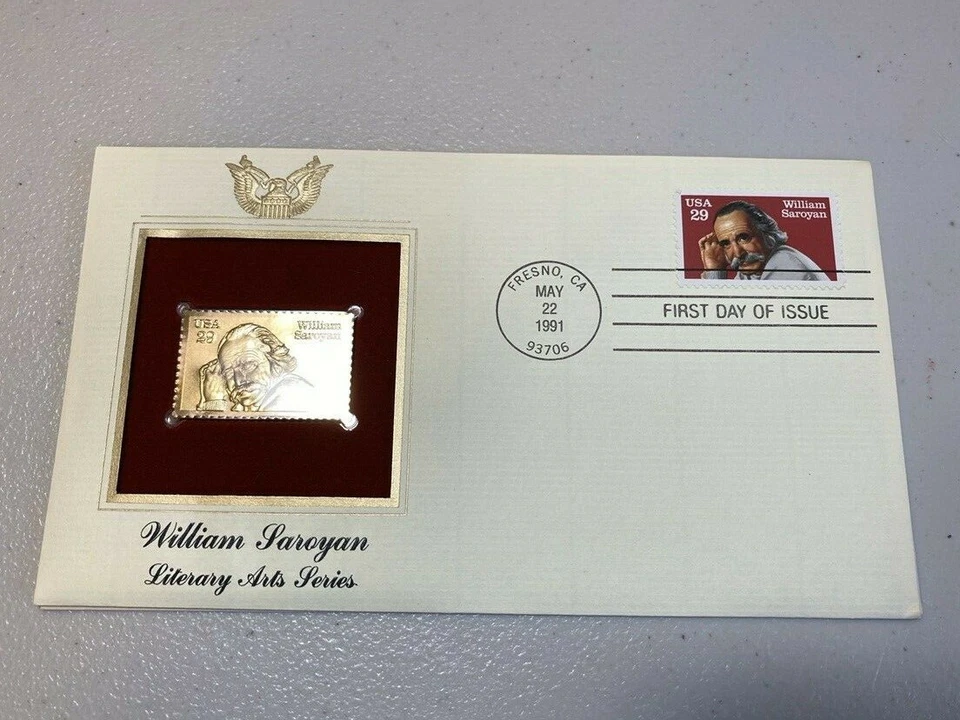 USA
29
William
Saroyan
William Saroyan
Literary Arts Series
USA
29
William
Saroyan
FRESNO, CA
MAY
22
1991
93706
FIRST DAY OF ISSUE